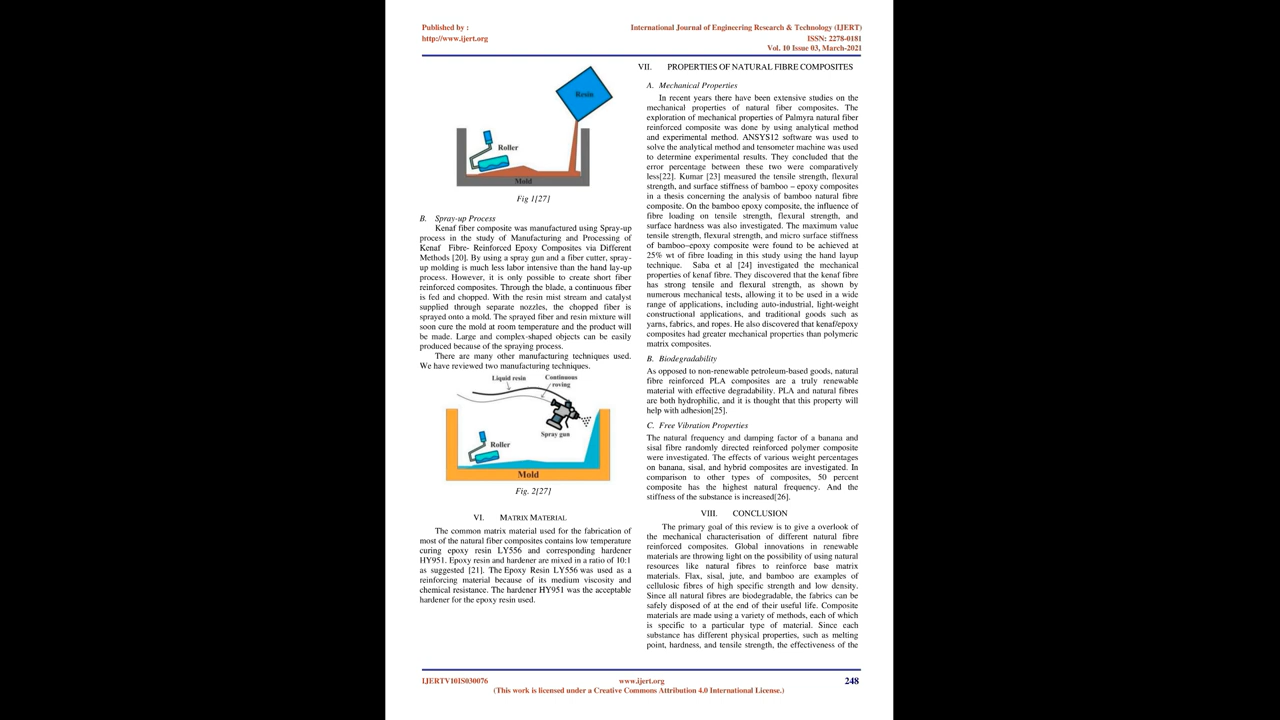 Published by :
http://www.ijert.org
International Journal of Engineering Research & Technology (IJERT)
ISSN: 2278-0181
Vol. 10 Issue 03, March-2021
Resin
Roller
Mold
Fig 1[27]
B. Spray-up Process
Kenaf fiber composite was manufactured using Spray-up
process in the study of Manufacturing and Processing of
Kenaf Fibre- Reinforced Epoxy Composites via Different
Methods [20]. By using a spray gun and a fiber cutter, spray-
up molding is much less labor intensive than the hand lay-up
process. However, it is only possible to create short fiber
reinforced composites. Through the blade, a continuous fiber
is fed and chopped. With the resin mist stream and catalyst
supplied through separate nozzles, the chopped fiber is
sprayed onto a mold. The sprayed fiber and resin mixture will
soon cure the mold at room temperature and the product will
be made. Large and complex-shaped objects can be easily
produced because of the spraying process.
There are many other manufacturing techniques used.
We have reviewed two manufacturing techniques.
Liquid resin
Continuous
roving
Spray gun
Roller
Mold
Fig. 2[27]
VI. MATRIX MATERIAL
The common matrix material used for the fabrication of
most of the natural fiber composites contains low temperature
curing epoxy resin LY556 and corresponding hardener
HY951. Epoxy resin and hardener are mixed in a ratio of 10:1
as suggested [21]. The Epoxy Resin LY556 was used as a
reinforcing material because of its medium viscosity and
chemical resistance. The hardener HY951 was the acceptable
hardener for the epoxy resin used.
VII. PROPERTIES OF NATURAL FIBRE COMPOSITES
A. Mechanical Properties
In recent years there have been extensive studies on the
mechanical properties of natural fiber composites. The
exploration of mechanical properties of Palmyra natural fiber
reinforced composite was done by using analytical method
and experimental method. ANSYS12 software was used to
solve the analytical method and tensometer machine was used
to determine experimental results. They concluded that the
error percentage between these two were comparatively
less[22]. Kumar [23] measured the tensile strength, flexural
strength, and surface stiffness of bamboo – epoxy composites
in a thesis concerning the analysis of bamboo natural fibre
composite. On the bamboo epoxy composite, the influence of
fibre loading on tensile strength, flexural strength, and
surface hardness was also investigated. The maximum value
tensile strength, flexural strength, and micro surface stiffness
of bamboo–epoxy composite were found to be achieved at
25% wt of fibre loading in this study using the hand layup
technique. Saba et al [24] investigated the mechanical
properties of kenaf fibre. They discovered that the kenaf fibre
has strong tensile and flexural strength, as shown by
numerous mechanical tests, allowing it to be used in a wide
range of applications, including auto-industrial, light-weight
constructional applications, and traditional goods such as
yarns, fabrics, and ropes. He also discovered that kenaf/epoxy
composites had greater mechanical properties than polymeric
matrix composites.
B. Biodegradability
As opposed to non-renewable petroleum-based goods, natural
fibre reinforced PLA composites are a truly renewable
material with effective degradability. PLA and natural fibres
are both hydrophilic, and it is thought that this property will
help with adhesion[25].
C. Free Vibration Properties
The natural frequency and damping factor of a banana and
sisal fibre randomly directed reinforced polymer composite
were investigated. The effects of various weight percentages
on banana, sisal, and hybrid composites are investigated. In
comparison to other types of composites, 50 percent
composite has the highest natural frequency. And the
stiffness of the substance is increased[26].
VIII. CONCLUSION
The primary goal of this review is to give a overlook of
the mechanical characterisation of different natural fibre
reinforced composites. Global innovations in renewable
materials are throwing light on the possibility of using natural
resources like natural fibres to reinforce base matrix
materials. Flax, sisal, jute, and bamboo are examples of
cellulosic fibres of high specific strength and low density.
Since all natural fibres are biodegradable, the fabrics can be
safely disposed of at the end of their useful life. Composite
materials are made using a variety of methods, each of which
is specific to a particular type of material. Since each
substance has different physical properties, such as melting
point, hardness, and tensile strength, the effectiveness of the
IJERTV10IS030076
www.ijert.org
248
(This work is licensed under a Creative Commons Attribution 4.0 International License.)